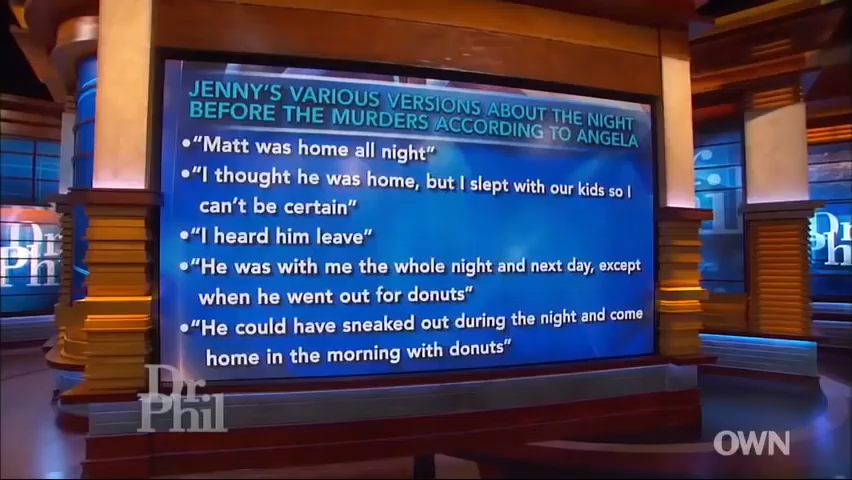 JENNY'S VARIOUS VERSIONS ABOUT THE NIGHT
BEFORE THE MURDERS ACCORDING TO ANGELA
•"Matt was home all night"
•"I thought he was home, but I slept with our kids so I
can't be certain"
•"I heard him leave"
•"He was with me the whole night and next day, except
when he went out for donuts"
•"He could have sneaked out during the night and come
home in the morning with donuts"
Dr.
Phil
Dr.
Phil
Dr.
Phil
OWN